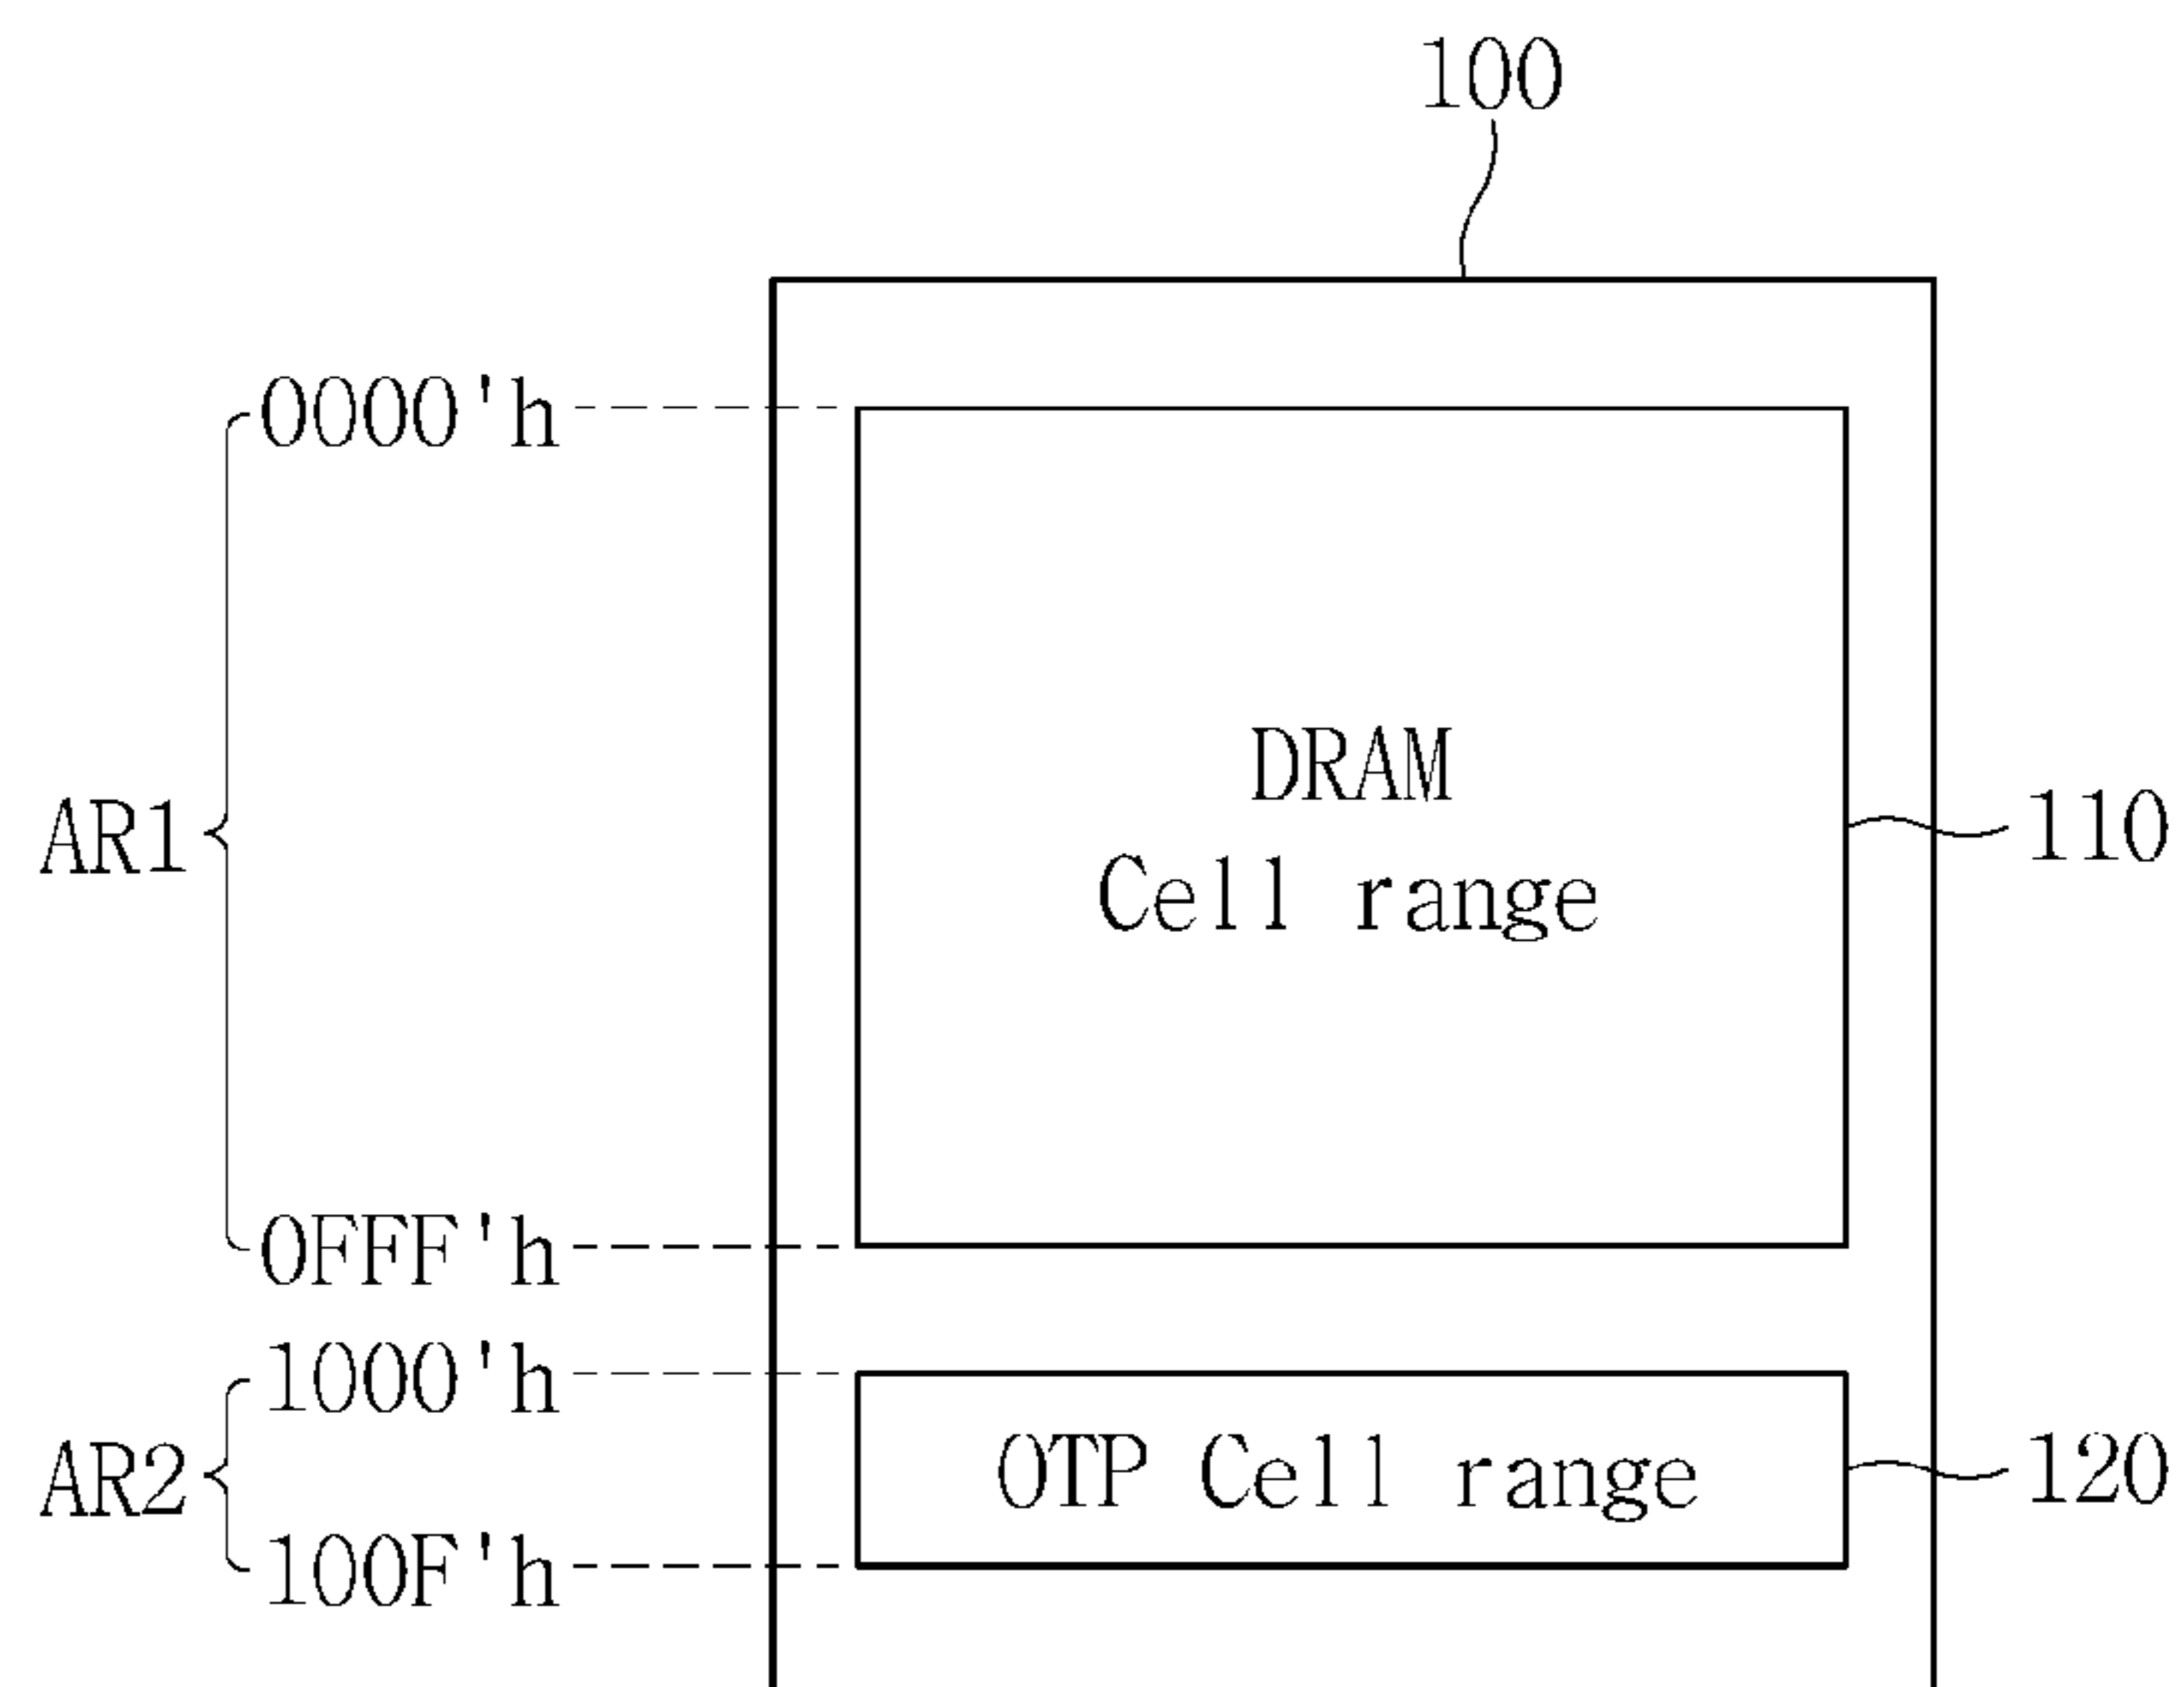 100
0000'h
DRAM
AR1
110
Cell range
0FFF'h
1000'h
AR2
OTP Cell range
120
100F'h